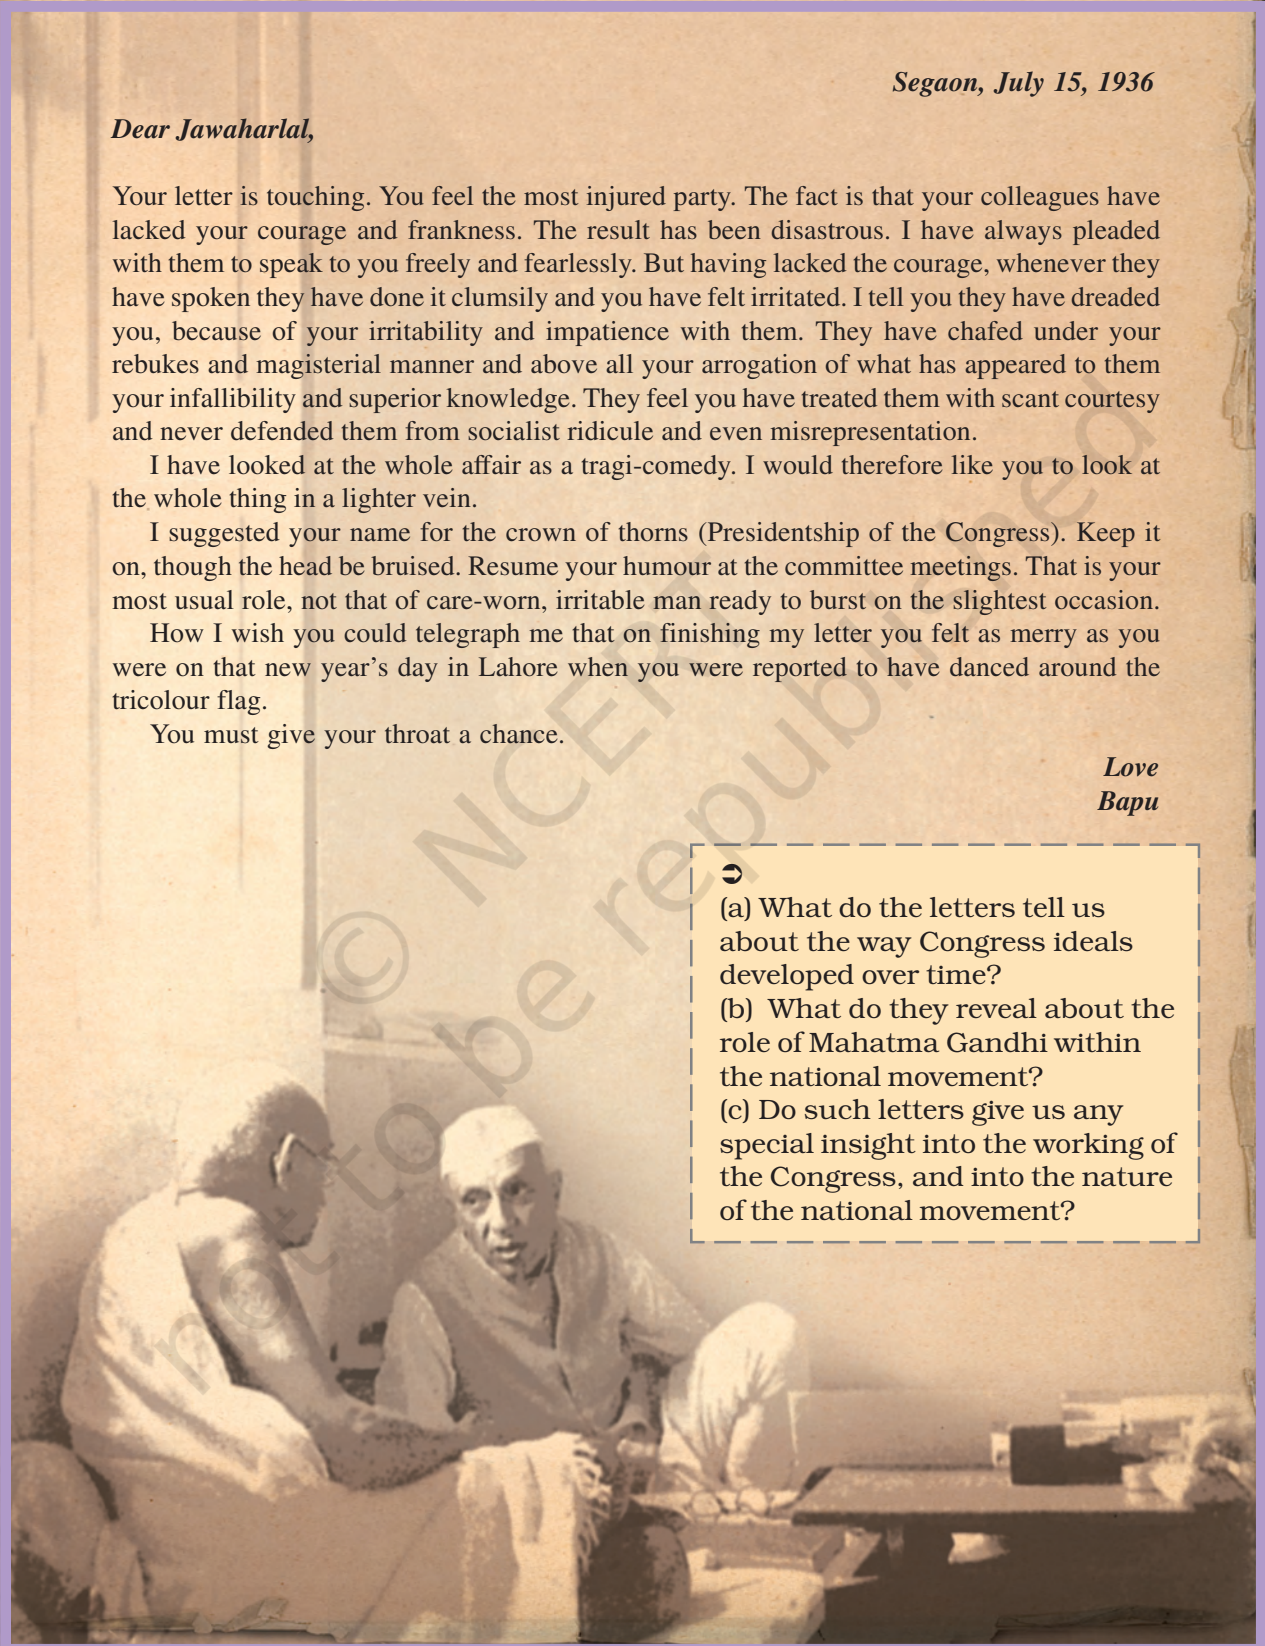 Segaon, July 15, 1936
Dear Jawaharlal,
Your letter is touching. You feel the most injured party. The fact is that your colleagues have
lacked your courage and frankness. The result has been disastrous. I have always pleaded
with them to speak to you freely and fearlessly. But having lacked the courage, whenever they
have spoken they have done it clumsily and you have felt irritated. I tell you they have dreaded
you, because of your irritability and impatience with them. They have chafed under your
rebukes and magisterial manner and above all your arrogation of what has appeared to them
your infallibility and superior knowledge. They feel you have treated them with scant courtesy
and never defended them from socialist ridicule and even misrepresentation.
I have looked at the whole affair as a tragi-comedy. I would therefore like you to look at
the whole thing in a lighter vein.
I suggested your name for the crown of thorns (Presidentship of the Congress). Keep it
on, though the head be bruised. Resume your humour at the committee meetings. That is your
most usual role, not that of care-worn, irritable man ready to burst on the slightest occasion.
How I wish you could telegraph me that on finishing my letter you felt as merry as you
were on that new year's day in Lahore when you were reported to have danced around the
tricolour flag.
You must give your throat a chance.
Love
Bapu
➲
(a) What do the letters tell us
about the way Congress ideals
developed over time?
(b) What do they reveal about the
role of Mahatma Gandhi within
the national movement?
(c) Do such letters give us any
special insight into the working of
the Congress, and into the nature
of the national movement?
© NCERT
not to be republished